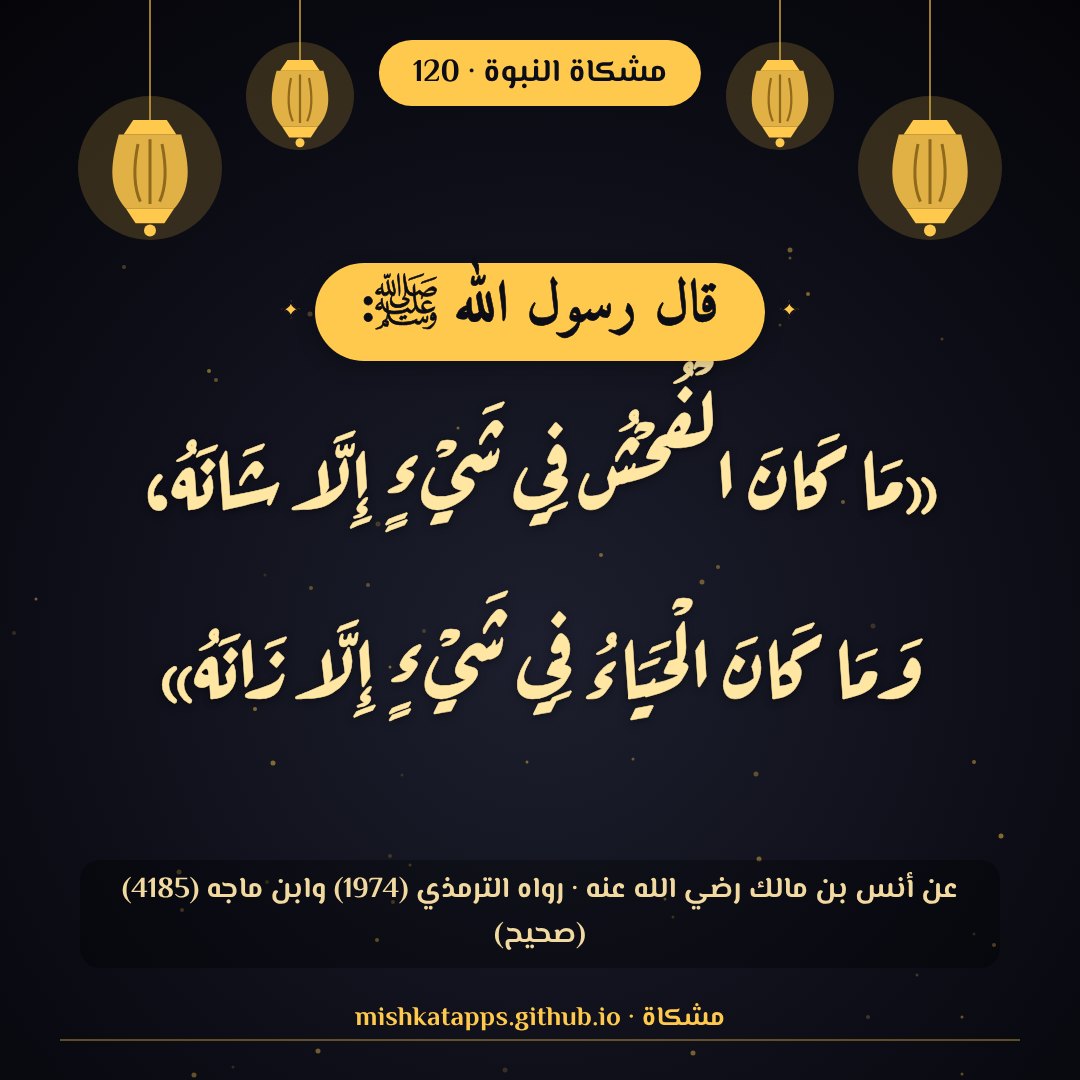 مشكاة النبوة · 120
قال رسول الله ﷺ:
«مَا كَانَ الْفُحْشُ فِي شَيْءٍ إِلَّا شَانَهُ،
وَمَا كَانَ الْحَيَاءُ فِي شَيْءٍ إِلَّا زَانَهُ»
عن أنس بن مالك رضي الله عنه · رواه الترمذي (1974) وابن ماجه (4185)
(صحيح)
مشكاة · mishkatapps.github.io